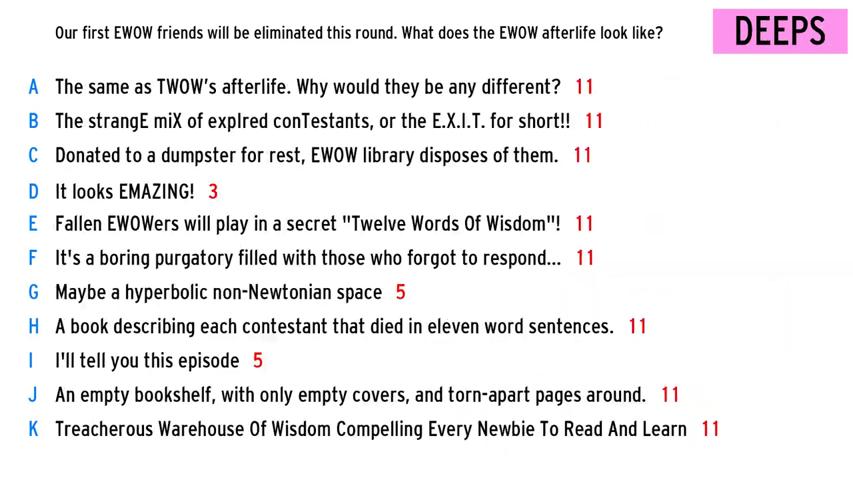 Our first EWOW friends will be eliminated this round. What does the EWOW afterlife look like?
DEEPS
A The same as TWOW's afterlife. Why would they be any different? 11
B The strangE miX of expIred conTestants, or the E.X.I.T. for short!! 11
C Donated to a dumpster for rest, EWOW library disposes of them. 11
D It looks EMAZING! 3
E Fallen EWOWers will play in a secret "Twelve Words Of Wisdom"! 11
F It's a boring purgatory filled with those who forgot to respond... 11
G Maybe a hyperbolic non-Newtonian space 5
H A book describing each contestant that died in eleven word sentences. 11
I I'll tell you this episode 5
J An empty bookshelf, with only empty covers, and torn-apart pages around. 11
K Treacherous Warehouse Of Wisdom Compelling Every Newbie To Read And Learn 11